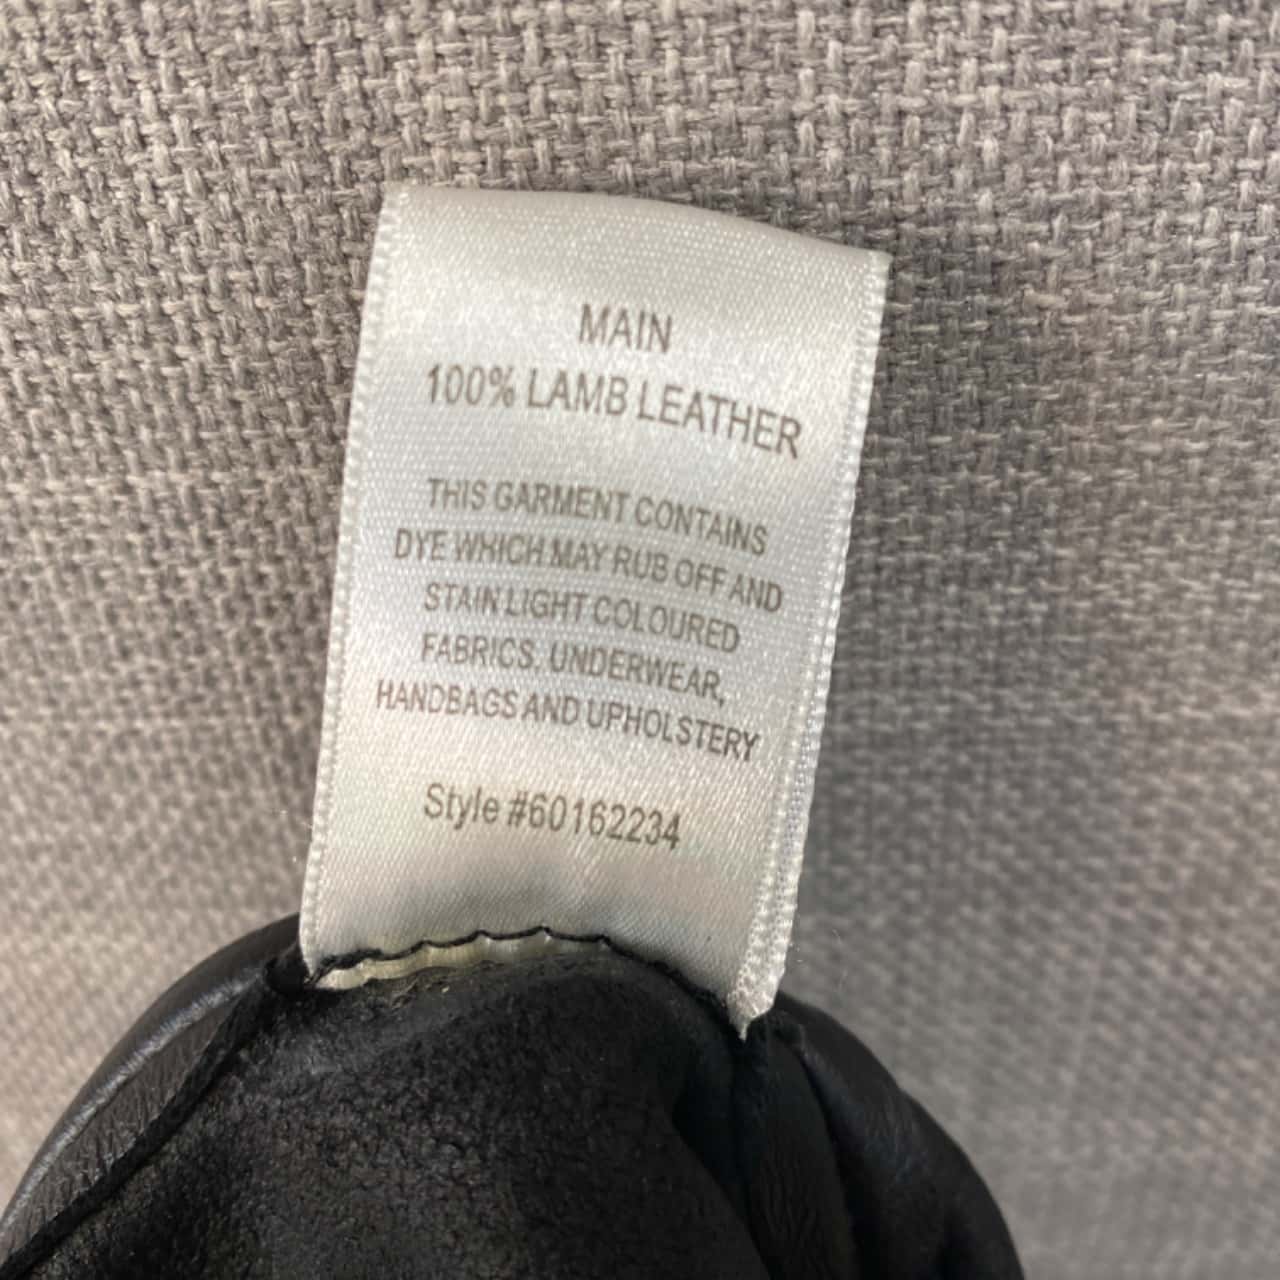 MAIN
100% LAMB LEATHER
THIS GARMENT CONTAINS
DYE WHICH MAY RUB OFF AND
STAIN LIGHT COLOURED
FABRICS, UNDERWEAR,
HANDBAGS AND UPHOLSTERY
Style #60162234